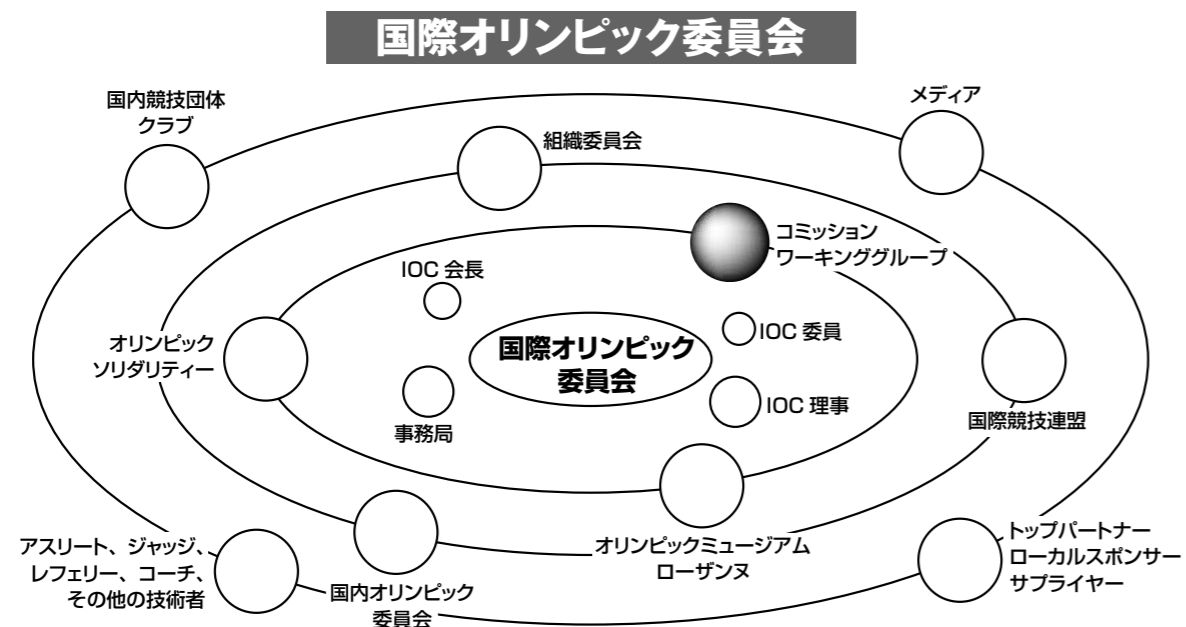 国際オリンピック委員会
国内競技団体
クラブ
メディア
組織委員会
コミッション
ワーキンググループ
IOC 会長
IOC 委員
国際オリンピック
委員会
オリンピック
ソリダリティー
IOC 理事
国際競技連盟
事務局
オリンピックミュージアム
ローザンヌ
トップパートナー
ローカルスポンサー
サプライヤー
アスリート、ジャッジ、
レフェリー、コーチ、
その他の技術者
国内オリンピック
委員会